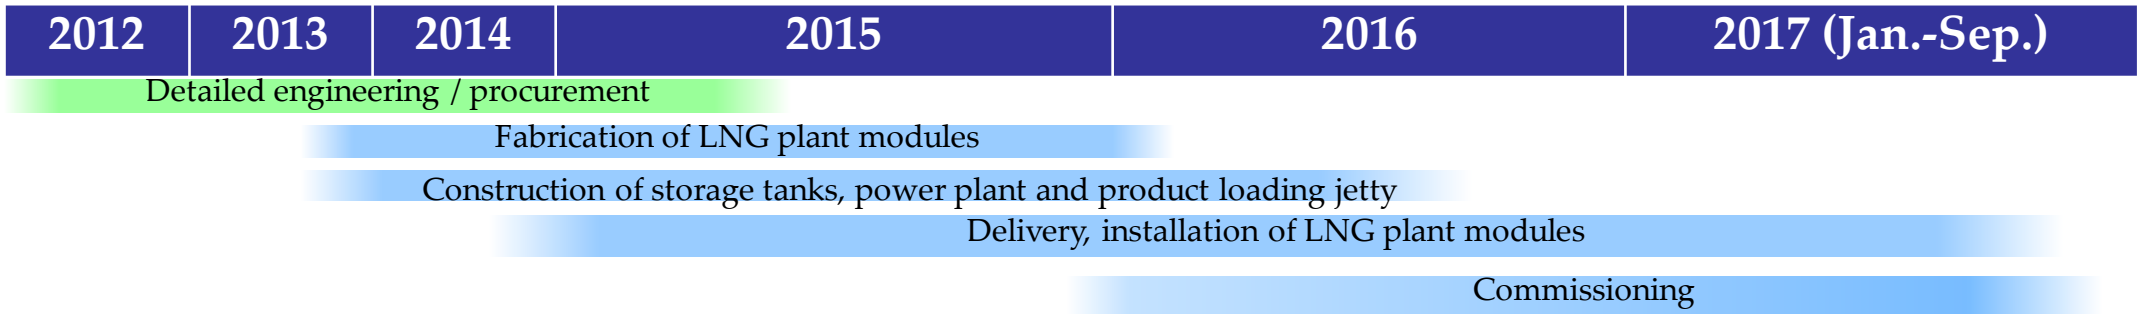 2012 2013 2014 2015 2016 2017 (Jan.-Sep.)
Detailed engineering / procurement
Fabrication of LNG plant modules
Construction of storage tanks, power plant and product loading jetty
Delivery, installation of LNG plant modules
Commissioning